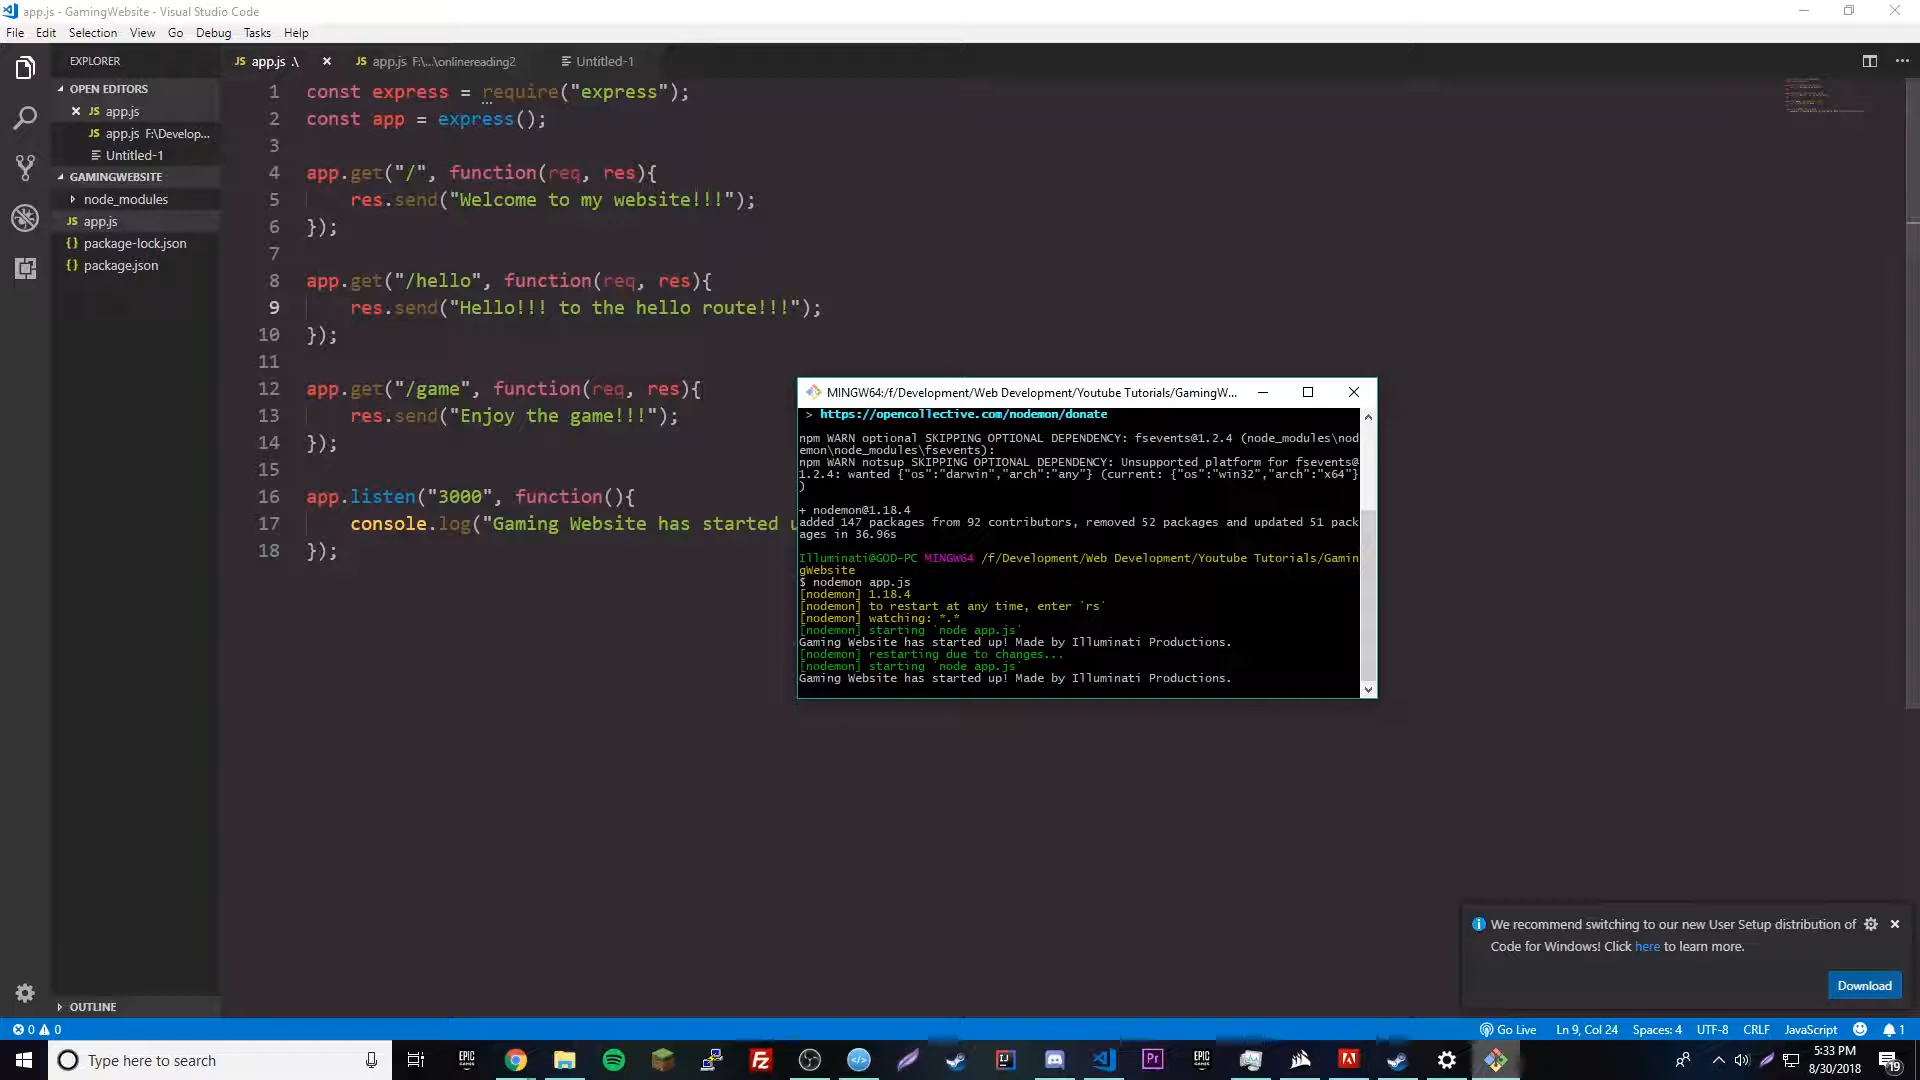 app.js - GamingWebsite - Visual Studio Code
File Edit Selection View Go Debug Tasks Help
EXPLORER
JS app.js .\
JS app.js F:\...\onlinereading2
Untitled-1
OPEN EDITORS
JS app.js
JS app.js F:\Develop...
Untitled-1
GAMINGWEBSITE
node_modules
JS app.js
{} package-lock.json
{} package.json
OUTLINE
1 const express = require("express");
2 const app = express();
3
4 app.get("/", function(req, res){
5 res.send("Welcome to my website!!!");
6 });
7
8 app.get("/hello", function(req, res){
9 res.send("Hello!!! to the hello route!!!");
10 });
11
12 app.get("/game", function(req, res){
13 res.send("Enjoy the game!!!");
14 });
15
16 app.listen("3000", function(){
17 console.log("Gaming Website has started
18 });
MINGW64:/f/Development/Web Development/Youtube Tutorials/GamingW...
> https://opencollective.com/nodemon/donate
npm WARN optional SKIPPING OPTIONAL DEPENDENCY: fsevents@1.2.4 (node_modules\nod
emon\node_modules\fsevents):
npm WARN notsup SKIPPING OPTIONAL DEPENDENCY: Unsupported platform for fsevents@
1.2.4: wanted {"os":"darwin","arch":"any"} (current: {"os":"win32","arch":"x64"}
)
+ nodemon@1.18.4
added 147 packages from 92 contributors, removed 52 packages and updated 51 pack
ages in 36.96s
Illuminati@GOD-PC MINGW64 /f/Development/Web Development/Youtube Tutorials/Gamin
gWebsite
$ nodemon app.js
[nodemon] 1.18.4
[nodemon] to restart at any time, enter `rs`
[nodemon] watching: *.*
[nodemon] starting `node app.js`
Gaming Website has started up! Made by Illuminati Productions.
[nodemon] restarting due to changes...
[nodemon] starting `node app.js`
Gaming Website has started up! Made by Illuminati Productions.
We recommend switching to our new User Setup distribution of
Code for Windows! Click here to learn more.
Download
0 0
Go Live Ln 9, Col 24 Spaces: 4 UTF-8 CRLF JavaScript 1
Type here to search
EPIC GAMES
Fz
IJ
Pr
EPIC GAMES
5:33 PM
8/30/2018
19